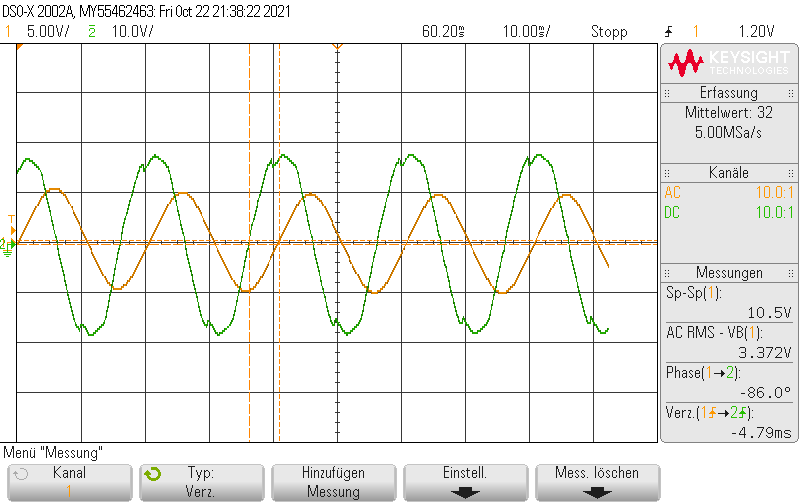 DSO-X 2002A, MY55462463: Fri Oct 22 21:38:22 2021
1 5.00V/ 2 10.0V/ 60.20s 10.00s/ Stopp 1 1.20V
KEYSIGHT
TECHNOLOGIES
Erfassung
Mittelwert: 32
5.00MSa/s
Kanäle
AC 10.0:1
DC 10.0:1
Messungen
Sp-Sp(1):
10.5V
AC RMS - VB(1):
3.372V
Phase(1→2):
-86.0°
Verz.(1→2):
-4.79ms
T
2
Menü "Messung"
Kanal
1
Typ:
Verz.
Hinzufügen
Messung
Einstell.
Mess. löschen